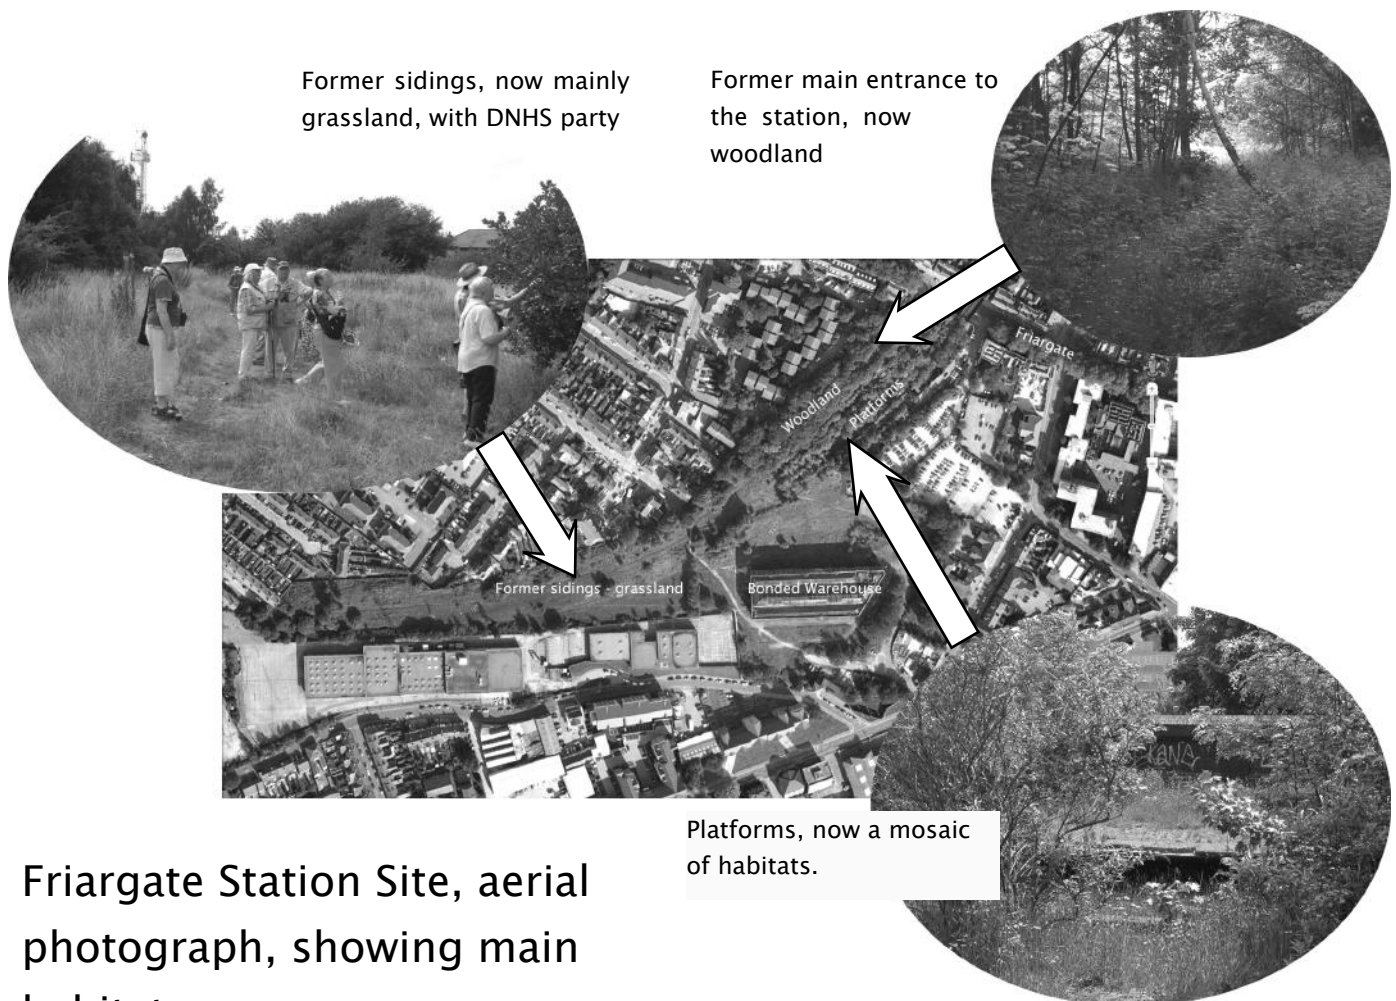 Former sidings, now mainly
grassland, with DNHS party
Former main entrance to
the station, now
woodland
Friargate
Woodland
Platforms
Former sidings - grassland
Bonded Warehouse
Platforms, now a mosaic
of habitats.
Friargate Station Site, aerial
photograph, showing main